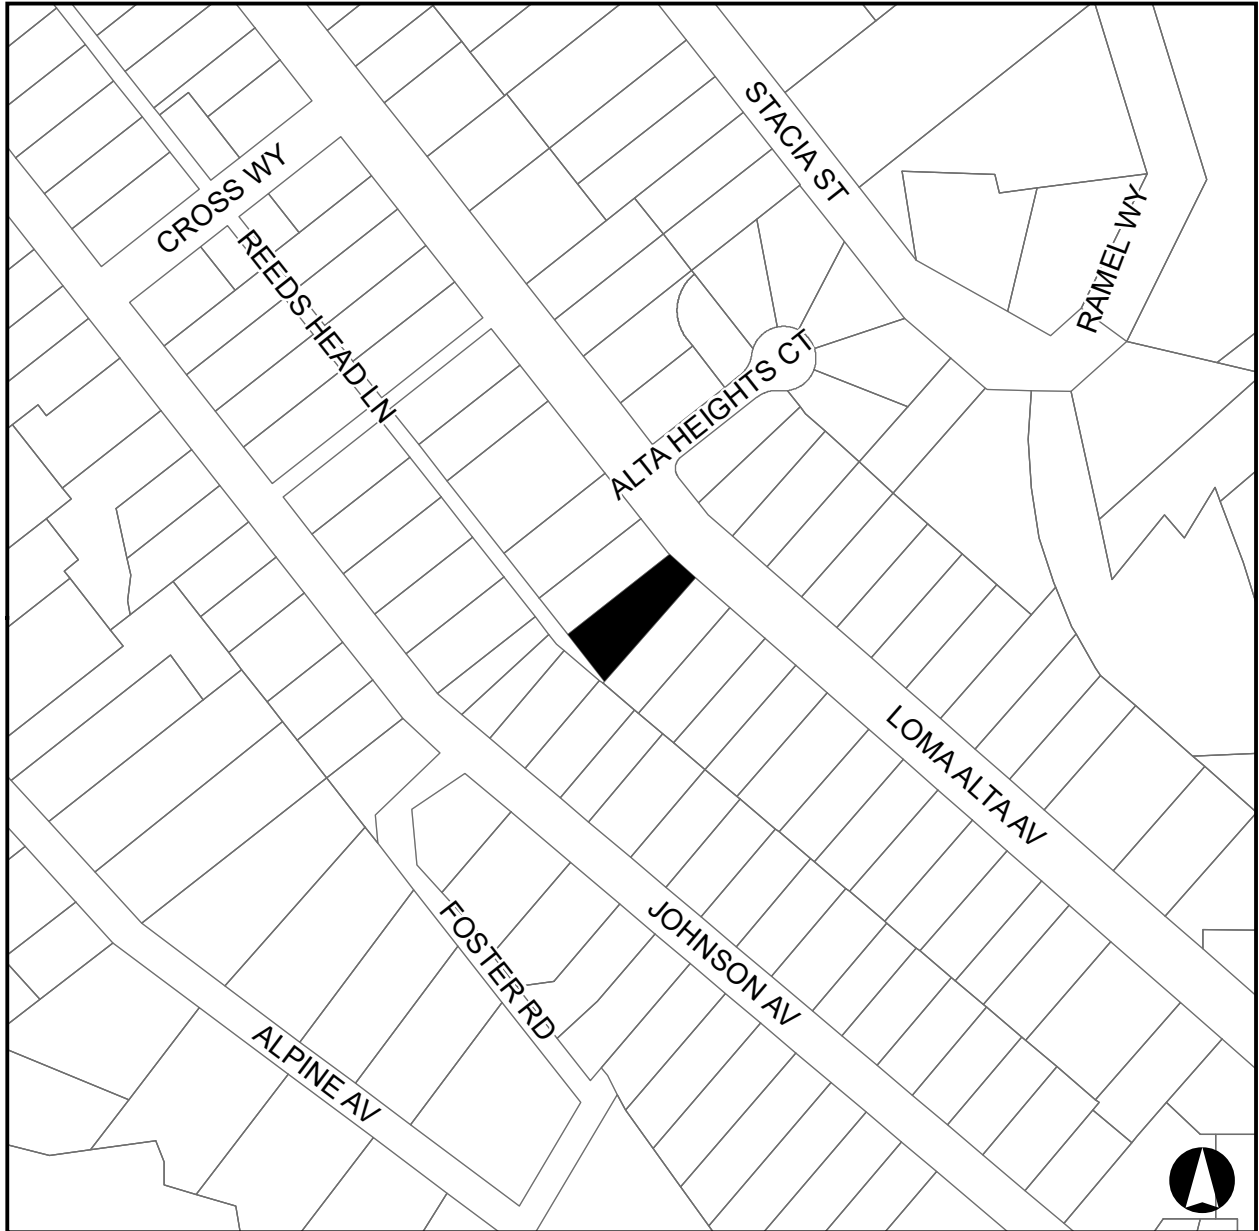 STACIA ST
CROSS WY
RAMEL WY
REEDS HEAD LN
ALTA HEIGHTS CT
LOMA ALTA AV
FOSTER RD
JOHNSON AV
ALPINE AV